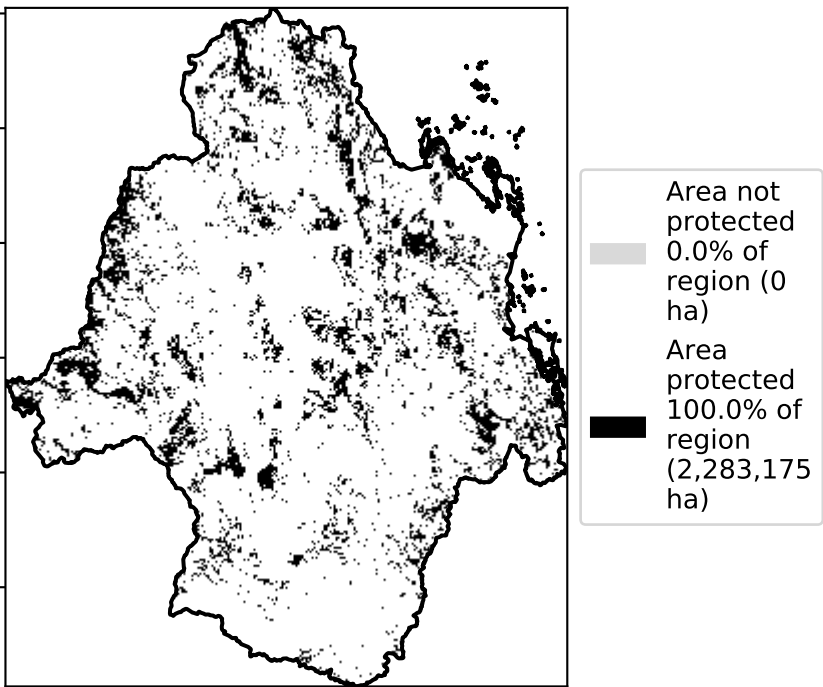 Area not
protected
0.0% of
region (0
ha)
Area
protected
100.0% of
region
(2,283,175
ha)